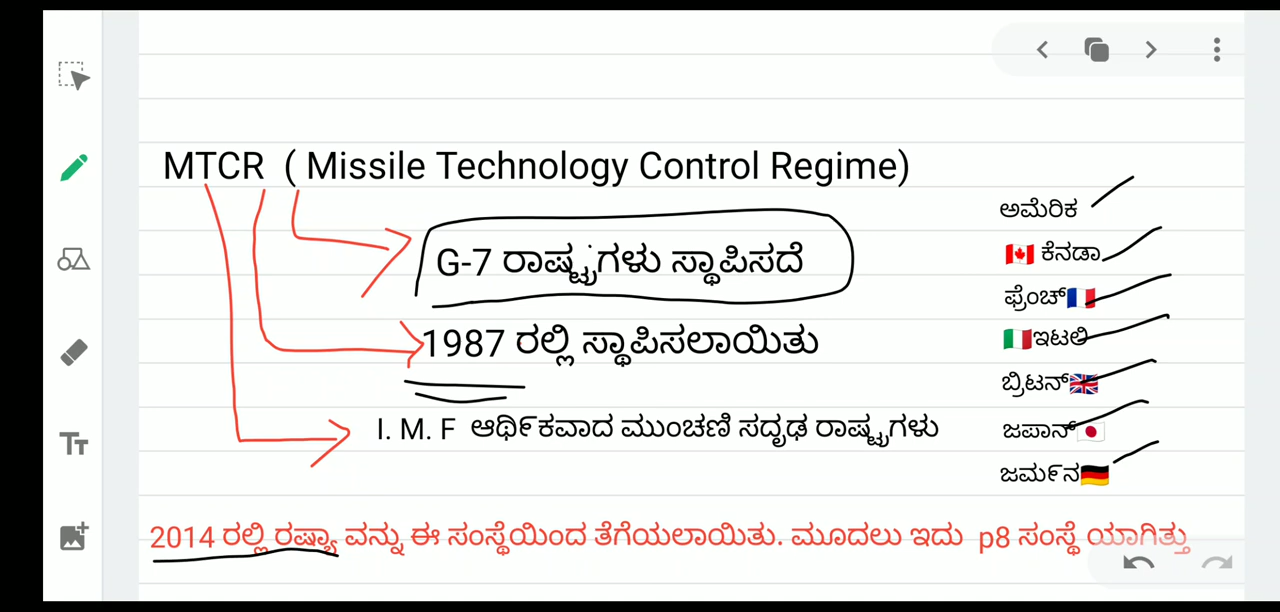 MTCR ( Missile Technology Control Regime)
G-7 ರಾಷ್ಟ್ರಗಳು ಸ್ಥಾಪಿಸದೆ
1987 ರಲ್ಲಿ ಸ್ಥಾಪಿಸಲಾಯಿತು
I. M. F ಆರ್ಥಿಕವಾದ ಮುಂಚಣಿ ಸದೃಢ ರಾಷ್ಟ್ರಗಳು
ಅಮೆರಿಕ
ಕೆನಡಾ
ಫ್ರೆಂಚ್
ಇಟಲಿ
ಬ್ರಿಟನ್
ಜಪಾನ್
ಜರ್ಮನ
2014 ರಲ್ಲಿ ರಷ್ಯಾ ವನ್ನು ಈ ಸಂಸ್ಥೆಯಿಂದ ತೆಗೆಯಲಾಯಿತು. ಮೂದಲು ಇದು p8 ಸಂಸ್ಥೆ ಯಾಗಿತ್ತು
Tт